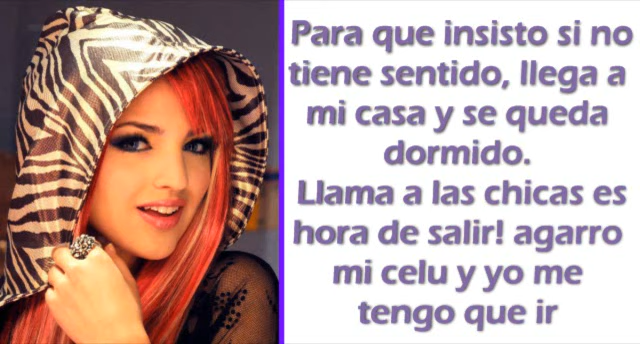 Para que insisto si no
tiene sentido, llega a
mi casa y se queda
dormido.
Llama a las chicas es
hora de salir! agarro
mi celu y yo me
tengo que ir